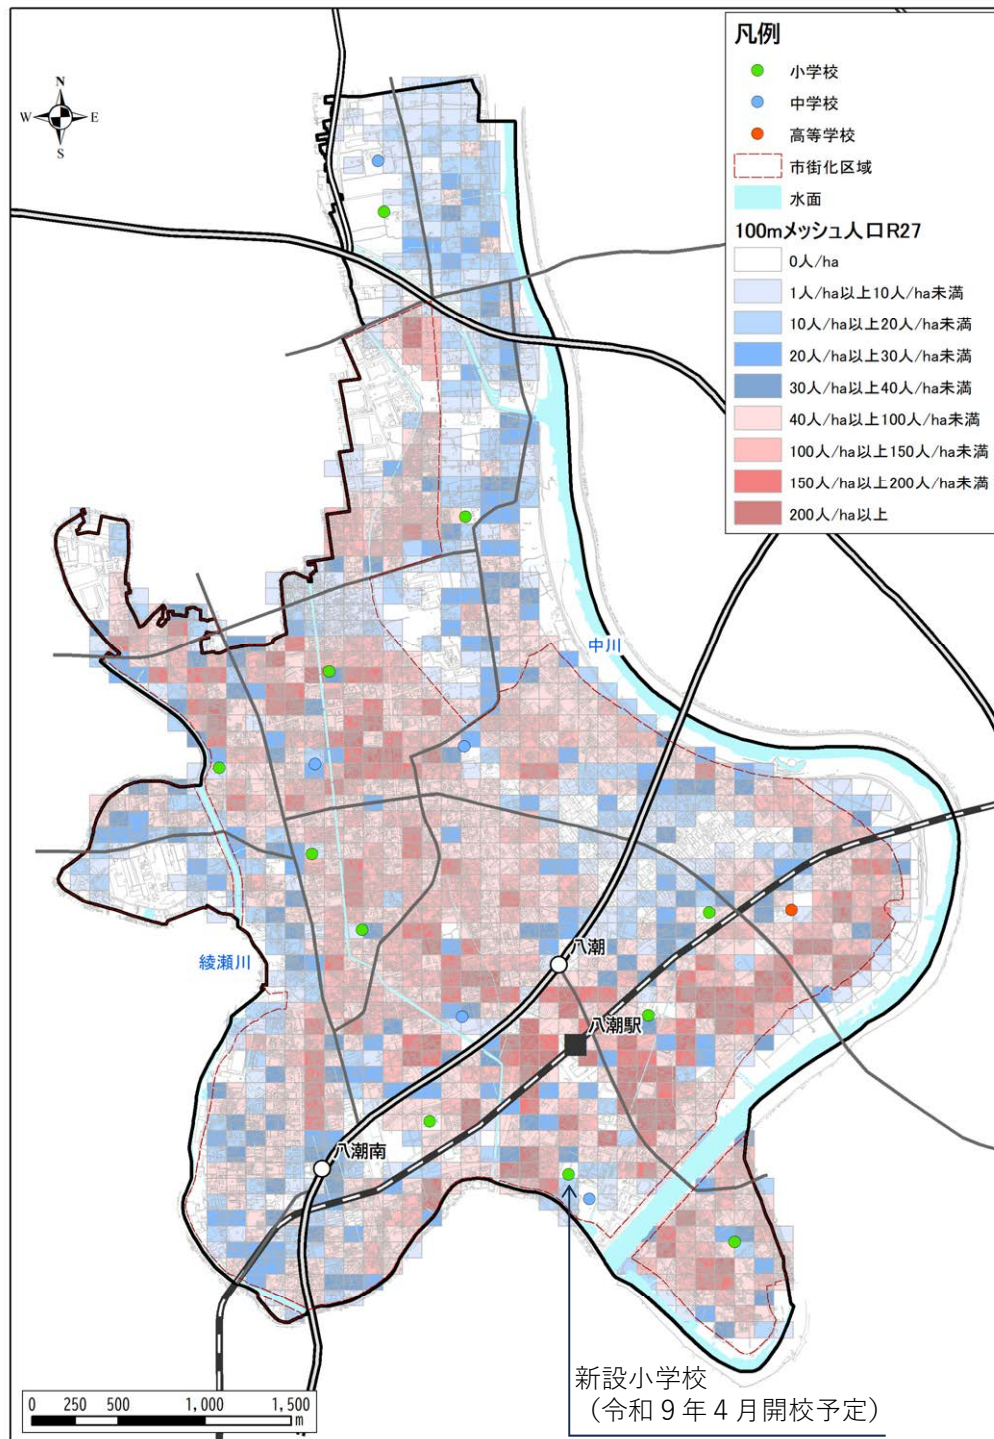 凡例
小学校
中学校
高等学校
市街化区域
水面
100mメッシュ人口R27
0人/ha
1人/ha以上10人/ha未満
10人/ha以上20人/ha未満
20人/ha以上30人/ha未満
30人/ha以上40人/ha未満
40人/ha以上100人/ha未満
100人/ha以上150人/ha未満
150人/ha以上200人/ha未満
200人/ha以上
N
W E
S
中川
綾瀬川
八潮
八潮駅
八潮南
新設小学校
（令和９年４月開校予定）
0 250 500 1,000 1,500
m